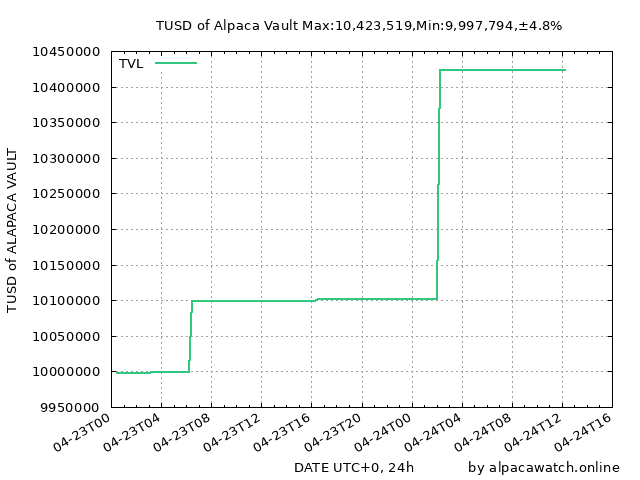 TUSD of Alpaca Vault Max:10,423,519,Min:9,997,794,±4.8%
TVL
10450000
10400000
10350000
10300000
10250000
10200000
10150000
10100000
10050000
10000000
9950000
TUSD of ALAPACA VAULT
04-23T00
04-23T04
04-23T08
04-23T12
04-23T16
04-23T20
04-24T00
04-24T04
04-24T08
04-24T12
04-24T16
DATE UTC+0, 24h
by alpacawatch.online